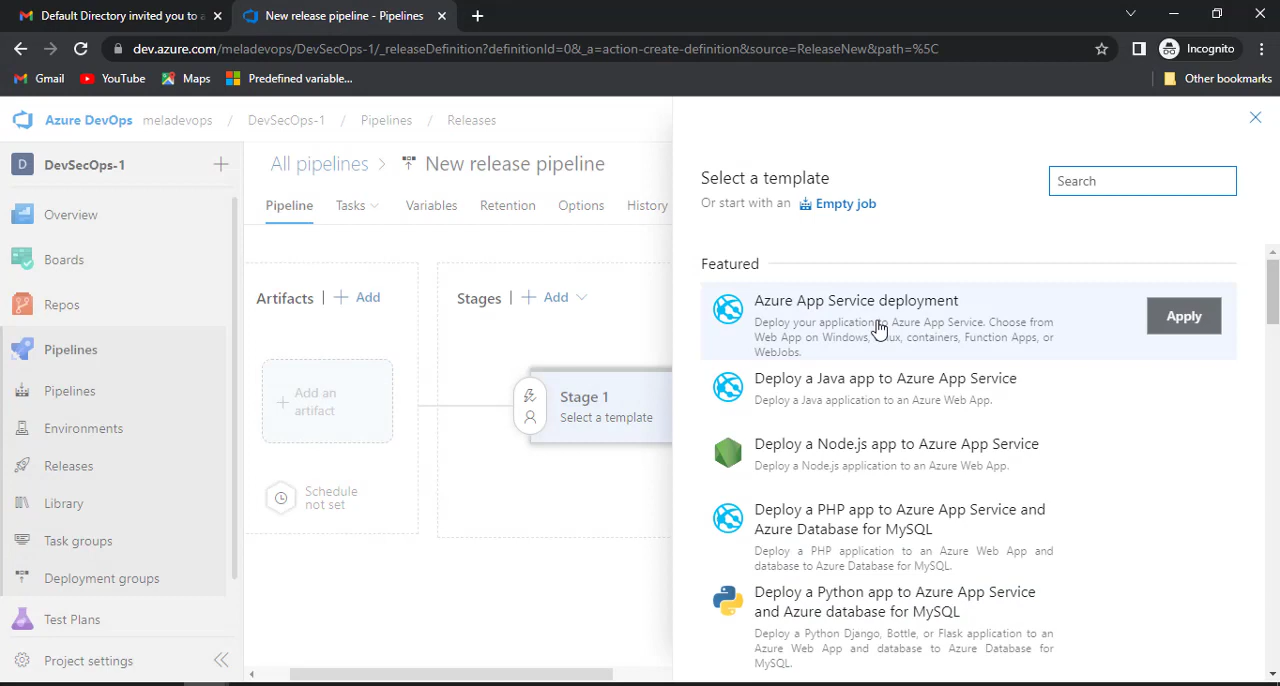 Default Directory invited you to a
New release pipeline - Pipelines
dev.azure.com/meladevops/DevSecOps-1/_releaseDefinition?definitionId=0&_a=action-create-definition&source=ReleaseNew&path=%5C
Incognito
Gmail
YouTube
Maps
Predefined variable...
Other bookmarks
Azure DevOps meladevops / DevSecOps-1 / Pipelines / Releases
D DevSecOps-1
Overview
Boards
Repos
Pipelines
Pipelines
Environments
Releases
Library
Task groups
Deployment groups
Test Plans
Project settings
All pipelines > New release pipeline
Pipeline Tasks Variables Retention Options History
Artifacts | + Add
Stages | + Add
+ Add an
artifact
Schedule
not set
Stage 1
Select a template
Select a template
Or start with an Empty job
Search
Featured
Azure App Service deployment
Deploy your application to Azure App Service. Choose from
Web App on Windows, Linux, containers, Function Apps, or
WebJobs.
Apply
Deploy a Java app to Azure App Service
Deploy a Java application to an Azure Web App.
Deploy a Node.js app to Azure App Service
Deploy a Node.js application to an Azure Web App.
Deploy a PHP app to Azure App Service and
Azure Database for MySQL
Deploy a PHP application to an Azure Web App and
database to Azure Database for MySQL.
Deploy a Python app to Azure App Service
and Azure database for MySQL
Deploy a Python Django, Bottle, or Flask application to an
Azure Web App and database to Azure Database for
MySQL.